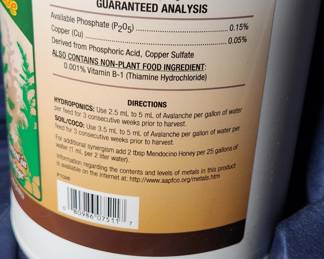 GUARANTEED ANALYSIS
Available Phosphate (P₂O₅) 0.15%
Copper (Cu) 0.05%
Derived from Phosphoric Acid, Copper Sulfate
ALSO CONTAINS NON-PLANT FOOD INGREDIENT:
0.001% Vitamin B-1 (Thiamine Hydrochloride)
DIRECTIONS
HYDROPONICS: Use 2.5 mL to 5 mL of Avalanche per gallon of water
per feed for 3 consecutive weeks prior to harvest.
SOIL/COCO: Use 3.5 mL to 5 mL of Avalanche per gallon of water per
feed for 3 consecutive weeks prior to harvest.
For additional synergism add 2 tbsp Mendocino Honey per 25 gallons of
water (1 mL per 2 liter water).
Information regarding the contents and levels of metals in this product
is available on the internet at: http://www.aapfco.org/metals.htm
0 80986 07511 7